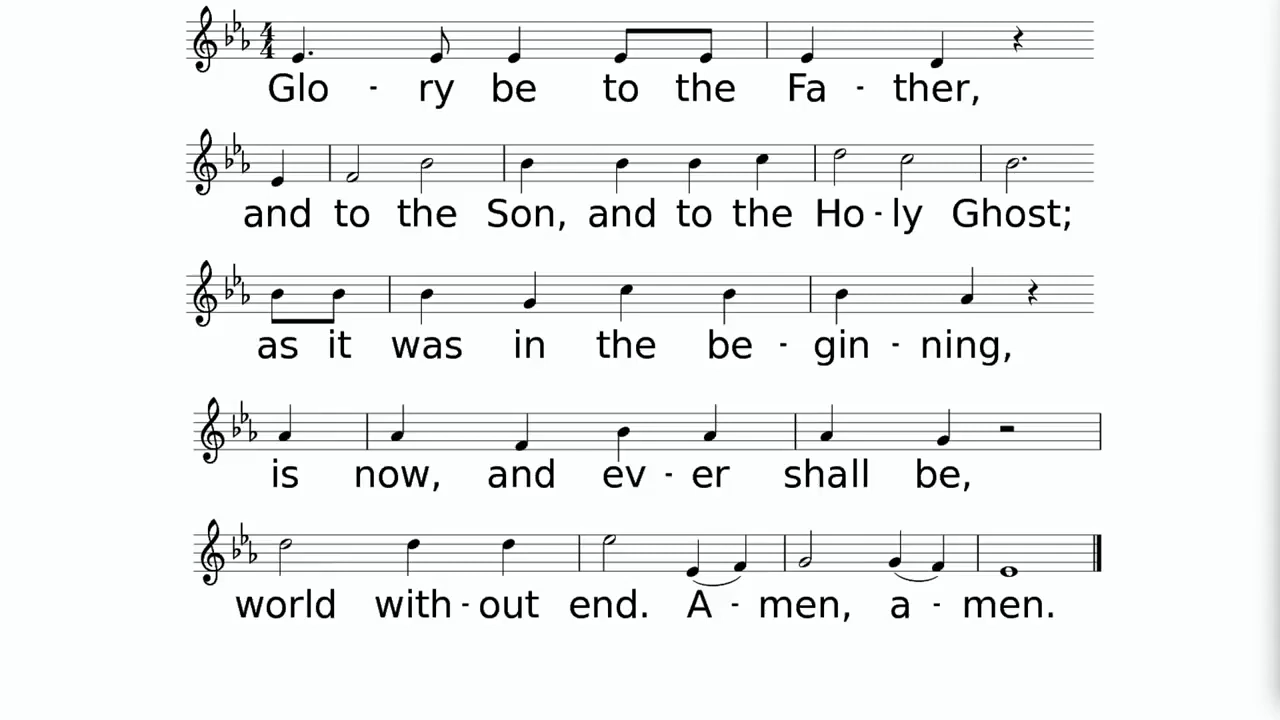 4 4
Glo - ry be to the Fa - ther,
and to the Son, and to the Ho - ly Ghost;
as it was in the be - gin - ning,
is now, and ev - er shall be,
world with - out end. A - men, a - men.